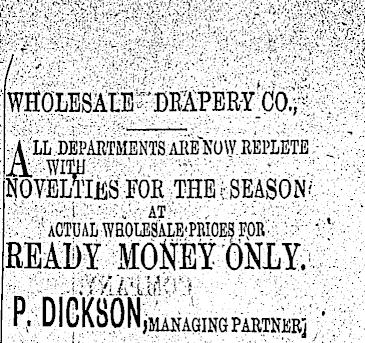 WHOLESALE DRAPERY CO.,
ALL DEPARTMENTS ARE NOW REPLETE
WITH
NOVELTIES FOR THE SEASON
AT
ACTUAL WHOLESALE PRICES FOR
READY MONEY ONLY.
P. DICKSON, MANAGING PARTNER,